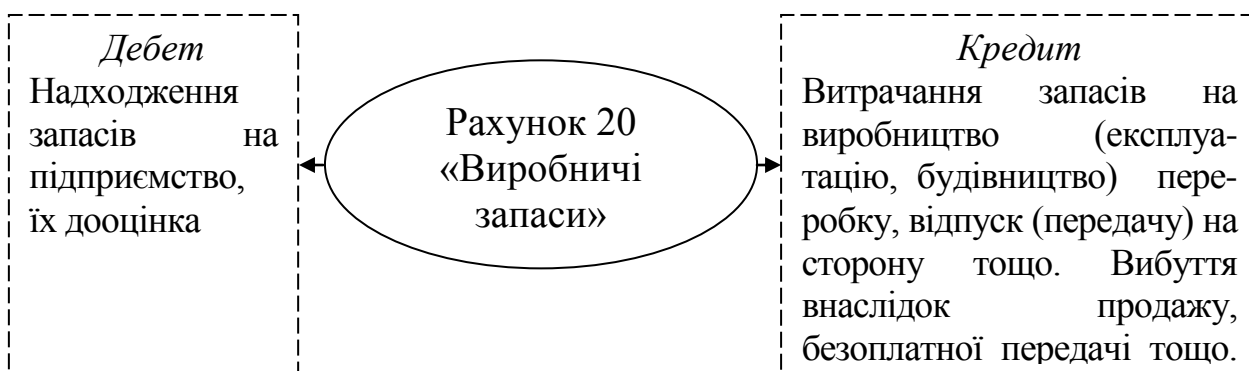 Дебет
Надходження
запасів на
підприємство,
їх дооцінка
Рахунок 20
«Виробничі
запаси»
Кредит
Витрачання запасів на
виробництво (експлуа-
тацію, будівництво) пере-
робку, відпуск (передачу) на
сторону тощо. Вибуття
внаслідок продажу,
безоплатної передачі тощо.